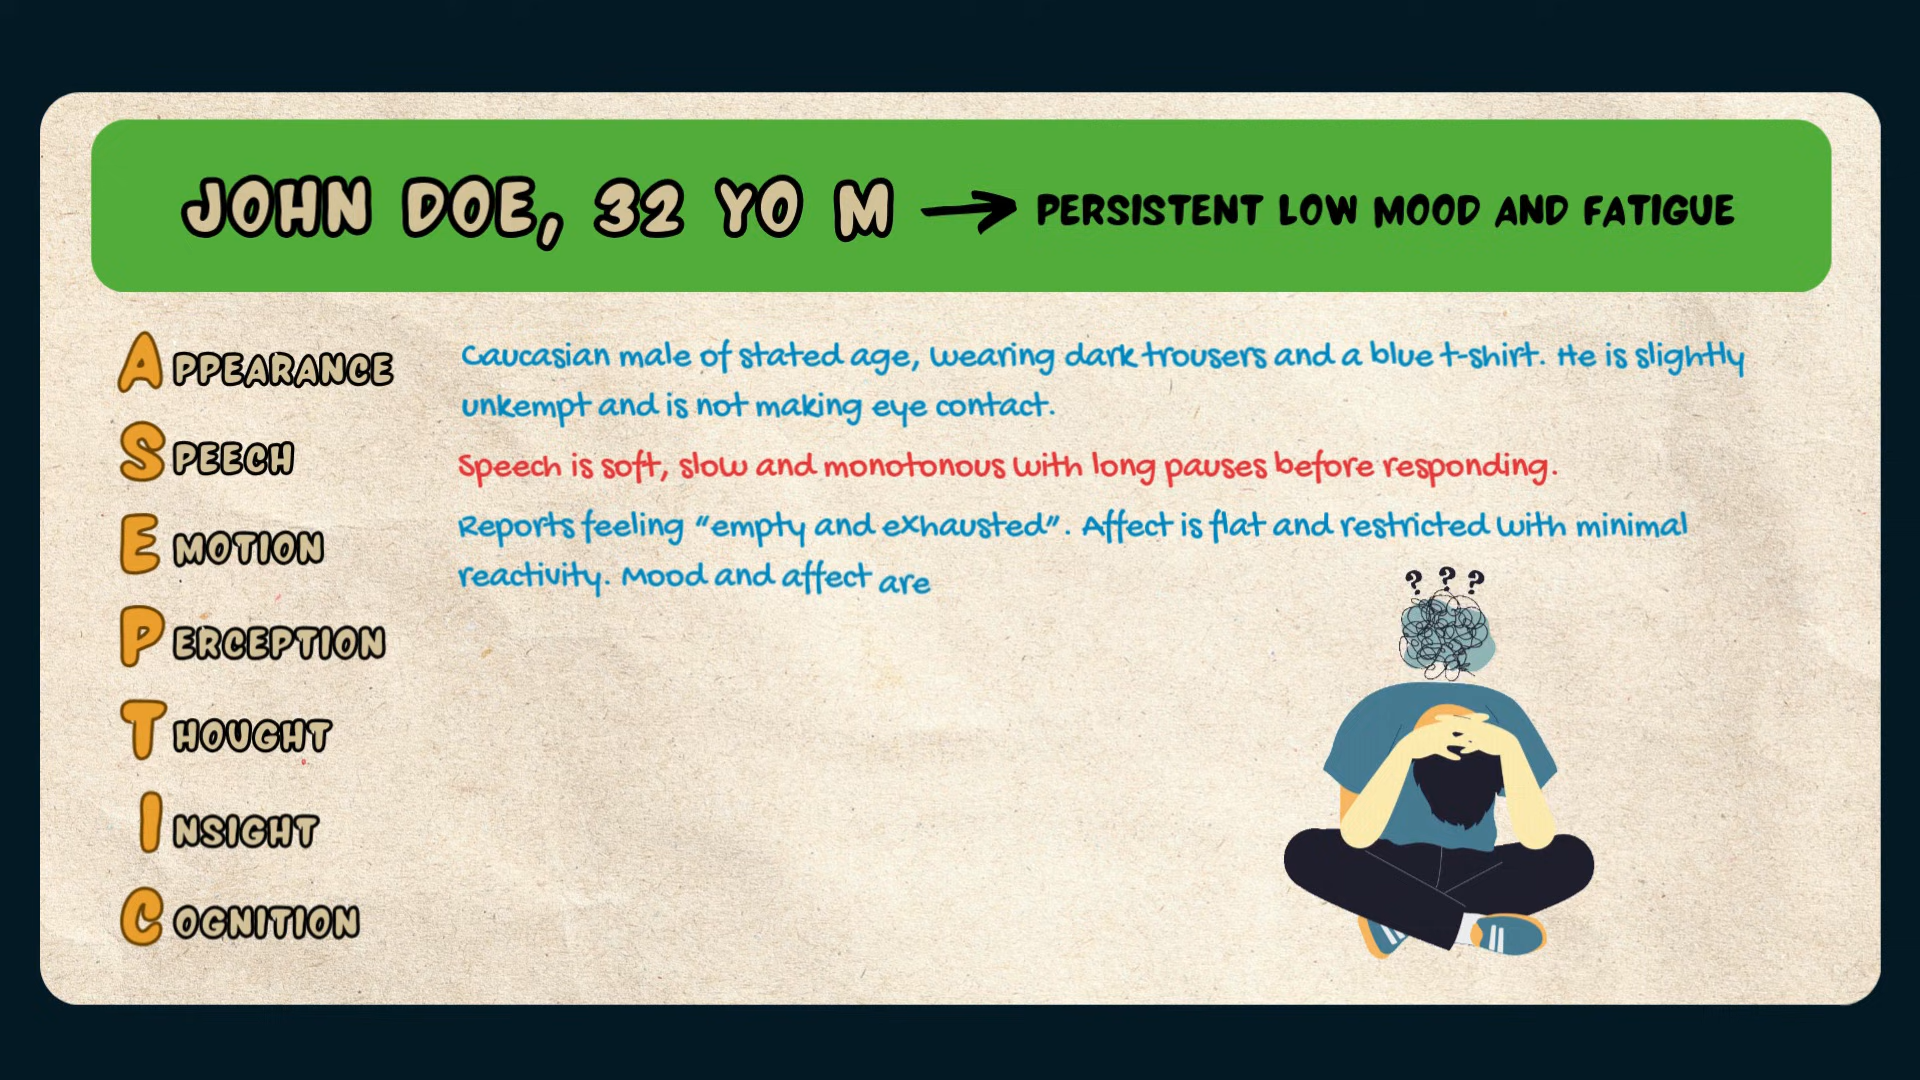 JOHN DOE, 32 YO M → PERSISTENT LOW MOOD AND FATIGUE
APPEARANCE
Caucasian male of stated age, wearing dark trousers and a blue t-shirt. He is slightly
unkempt and is not making eye contact.
SPEECH
Speech is soft, slow and monotonous with long pauses before responding.
EMOTION
Reports feeling "empty and exhausted". Affect is flat and restricted with minimal
reactivity. Mood and affect are
PERCEPTION
THOUGHT
INSIGHT
COGNITION
? ? ?